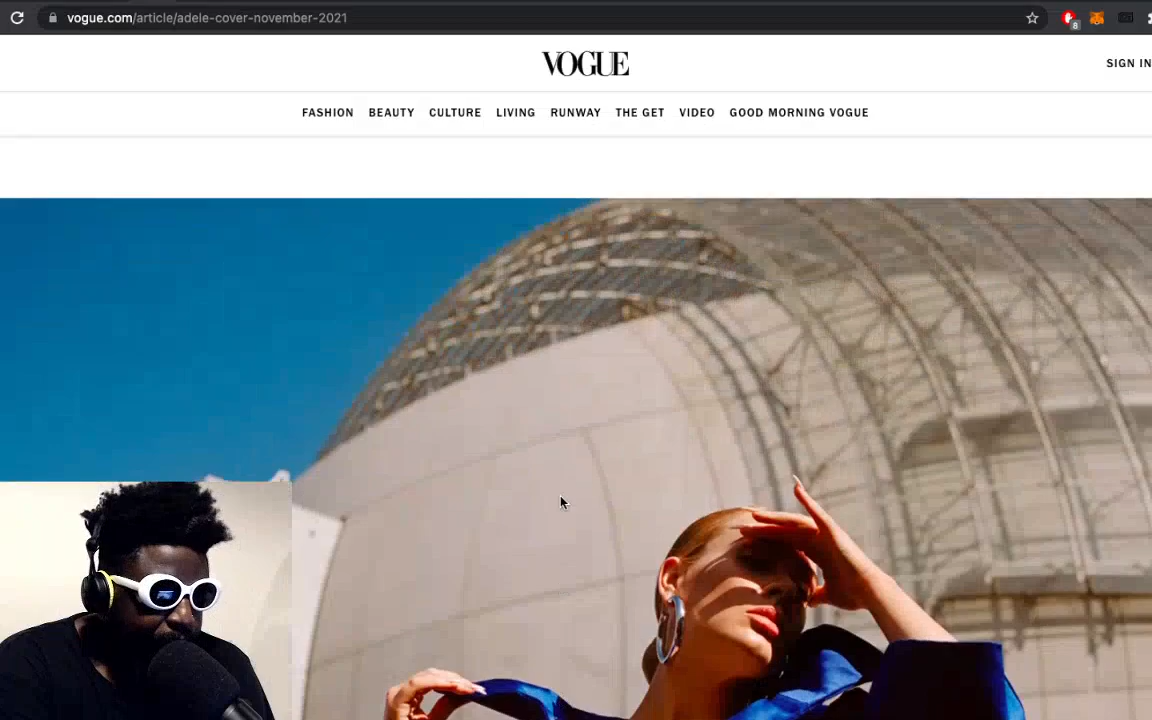 vogue.com/article/adele-cover-november-2021
8
VOGUE
SIGN IN
FASHION BEAUTY CULTURE LIVING RUNWAY THE GET VIDEO GOOD MORNING VOGUE